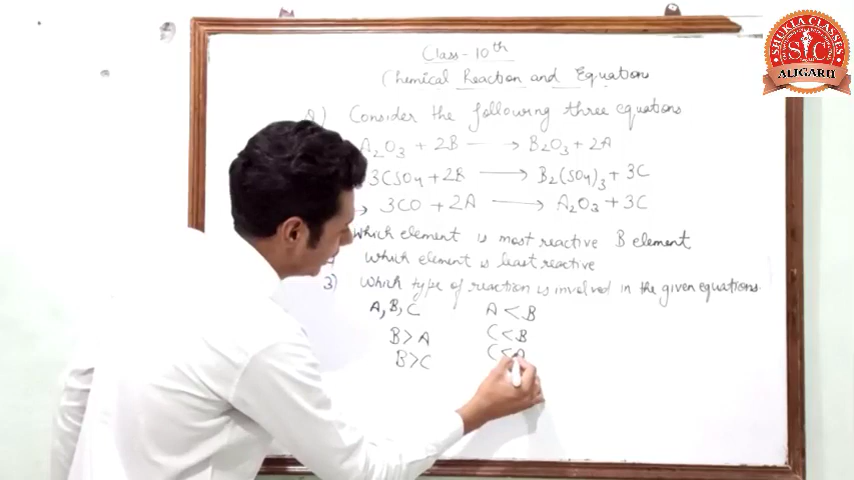 Class-10th
Chemical Reaction and Equation
Consider the following three equations
A₂O₃ + 2B → B₂O₃ + 2A
3CSO₄ + 2B → B₂(SO₄)₃ + 3C
→ 3CO + 2A → A₂O₃ + 3C
which element is most reactive B element
which element is least reactive
3) which type of reaction is involved in the given equations.
A, B, C
B > A
B > C
A < B
C < B
C < A
SHUKLA CLASSES
SC
ALIGARH